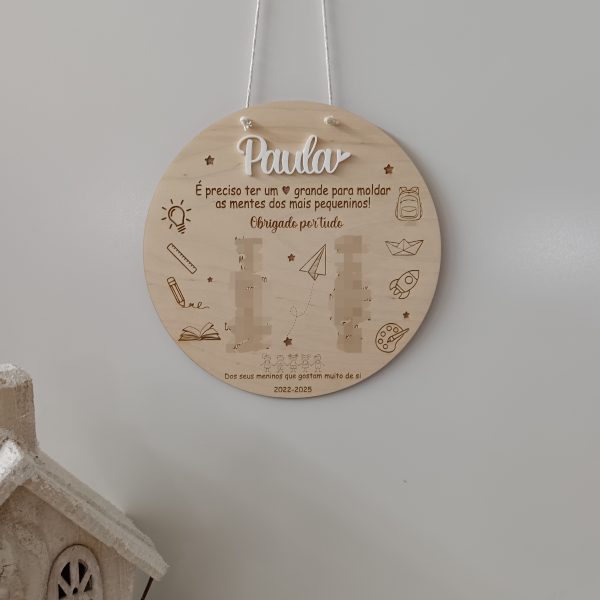 Paula
É preciso ter um ♥ grande para moldar
as mentes dos mais pequeninos!
Obrigado por tudo
Dos seus meninos que gostam muito de si
2022-2025